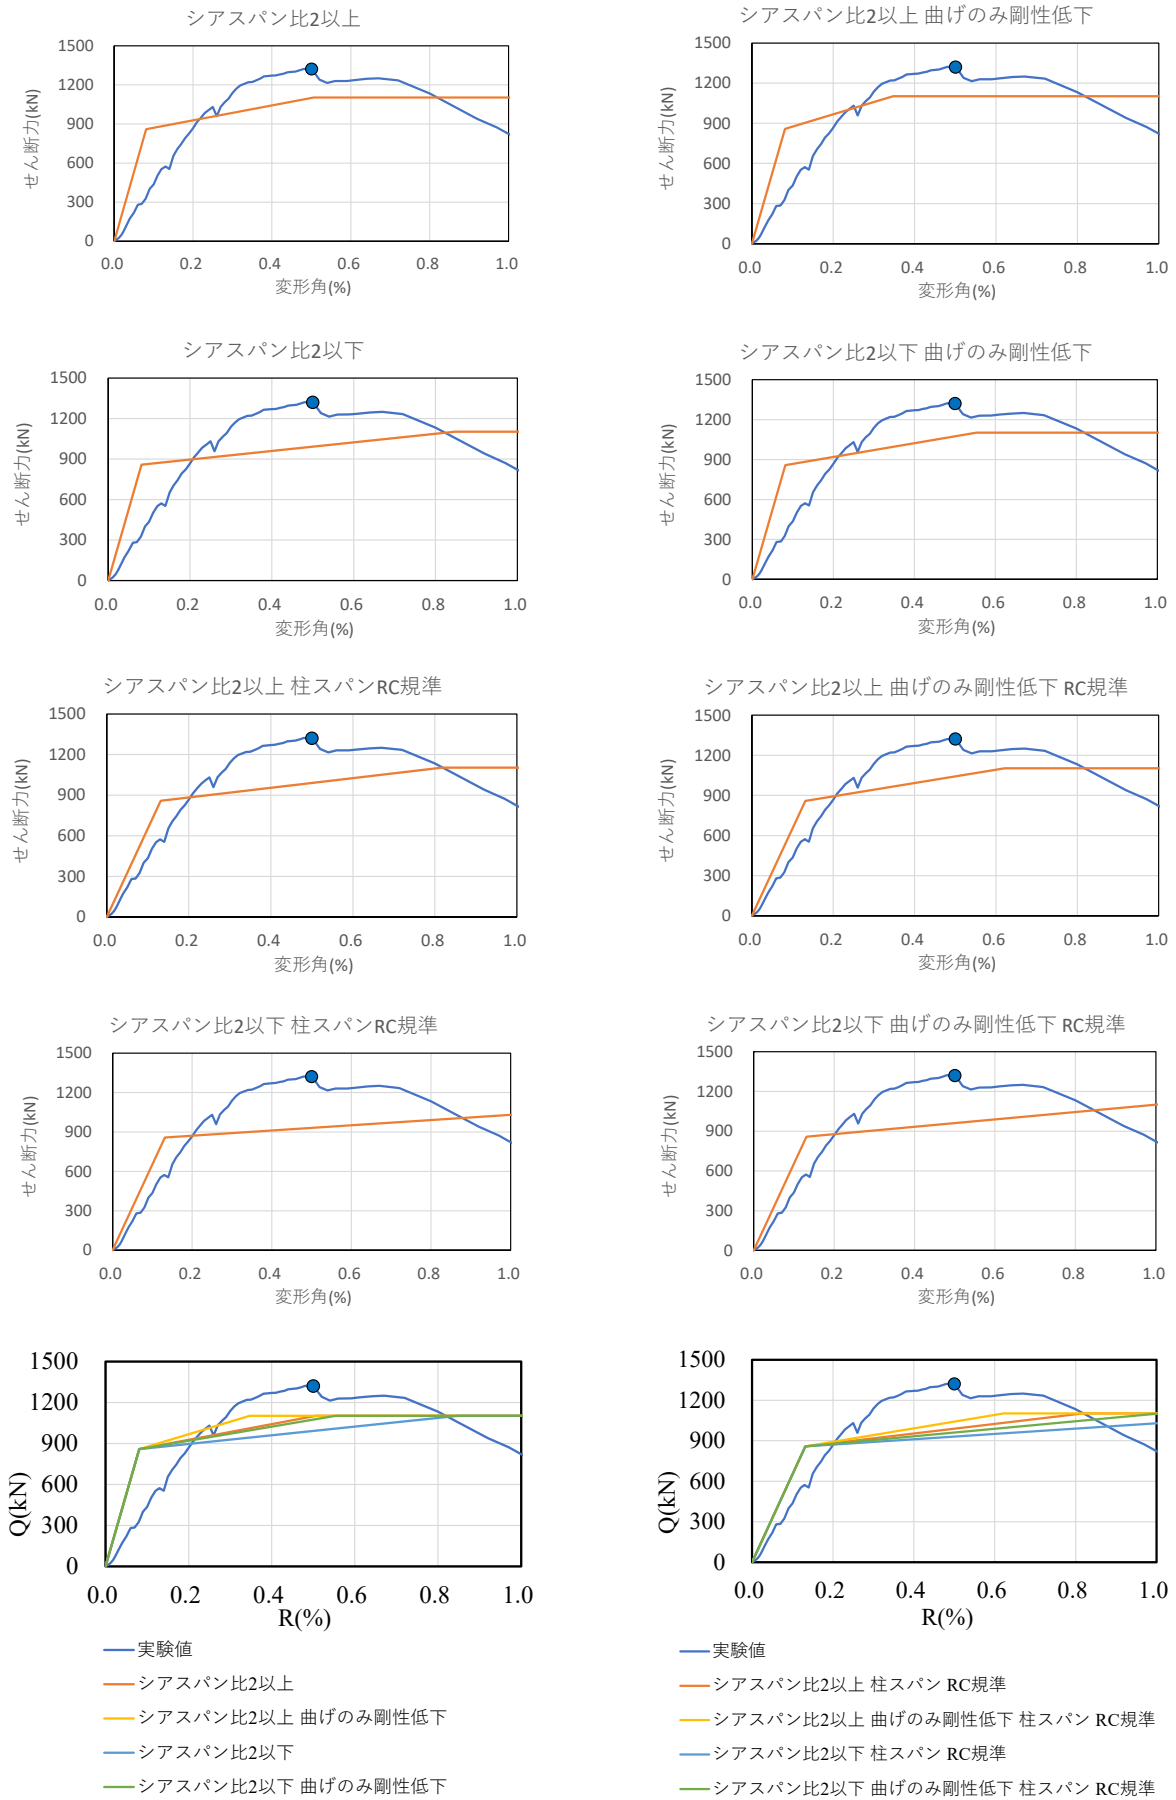 シアスパン比2以上
1500
1200
900
600
300
0
せん断力(kN)
0.0 0.2 0.4 0.6 0.8 1.0
変形角(%)
シアスパン比2以上 曲げのみ剛性低下
1500
1200
900
600
300
0
せん断力(kN)
0.0 0.2 0.4 0.6 0.8 1.0
変形角(%)
シアスパン比2以下
1500
1200
900
600
300
0
せん断力(kN)
0.0 0.2 0.4 0.6 0.8 1.0
変形角(%)
シアスパン比2以下 曲げのみ剛性低下
1500
1200
900
600
300
0
せん断力(kN)
0.0 0.2 0.4 0.6 0.8 1.0
変形角(%)
シアスパン比2以上 柱スパンRC規準
1500
1200
900
600
300
0
せん断力(kN)
0.0 0.2 0.4 0.6 0.8 1.0
変形角(%)
シアスパン比2以上 曲げのみ剛性低下 RC規準
1500
1200
900
600
300
0
せん断力(kN)
0.0 0.2 0.4 0.6 0.8 1.0
変形角(%)
シアスパン比2以下 柱スパンRC規準
1500
1200
900
600
300
0
せん断力(kN)
0.0 0.2 0.4 0.6 0.8 1.0
変形角(%)
シアスパン比2以下 曲げのみ剛性低下 RC規準
1500
1200
900
600
300
0
せん断力(kN)
0.0 0.2 0.4 0.6 0.8 1.0
変形角(%)
1500
1200
900
600
300
0
Q(kN)
0.0 0.2 0.4 0.6 0.8 1.0
R(%)
実験値
シアスパン比2以上
シアスパン比2以上 曲げのみ剛性低下
シアスパン比2以下
シアスパン比2以下 曲げのみ剛性低下
1500
1200
900
600
300
0
Q(kN)
0.0 0.2 0.4 0.6 0.8 1.0
R(%)
実験値
シアスパン比2以上 柱スパン RC規準
シアスパン比2以上 曲げのみ剛性低下 柱スパン RC規準
シアスパン比2以下 柱スパン RC規準
シアスパン比2以下 曲げのみ剛性低下 柱スパン RC規準